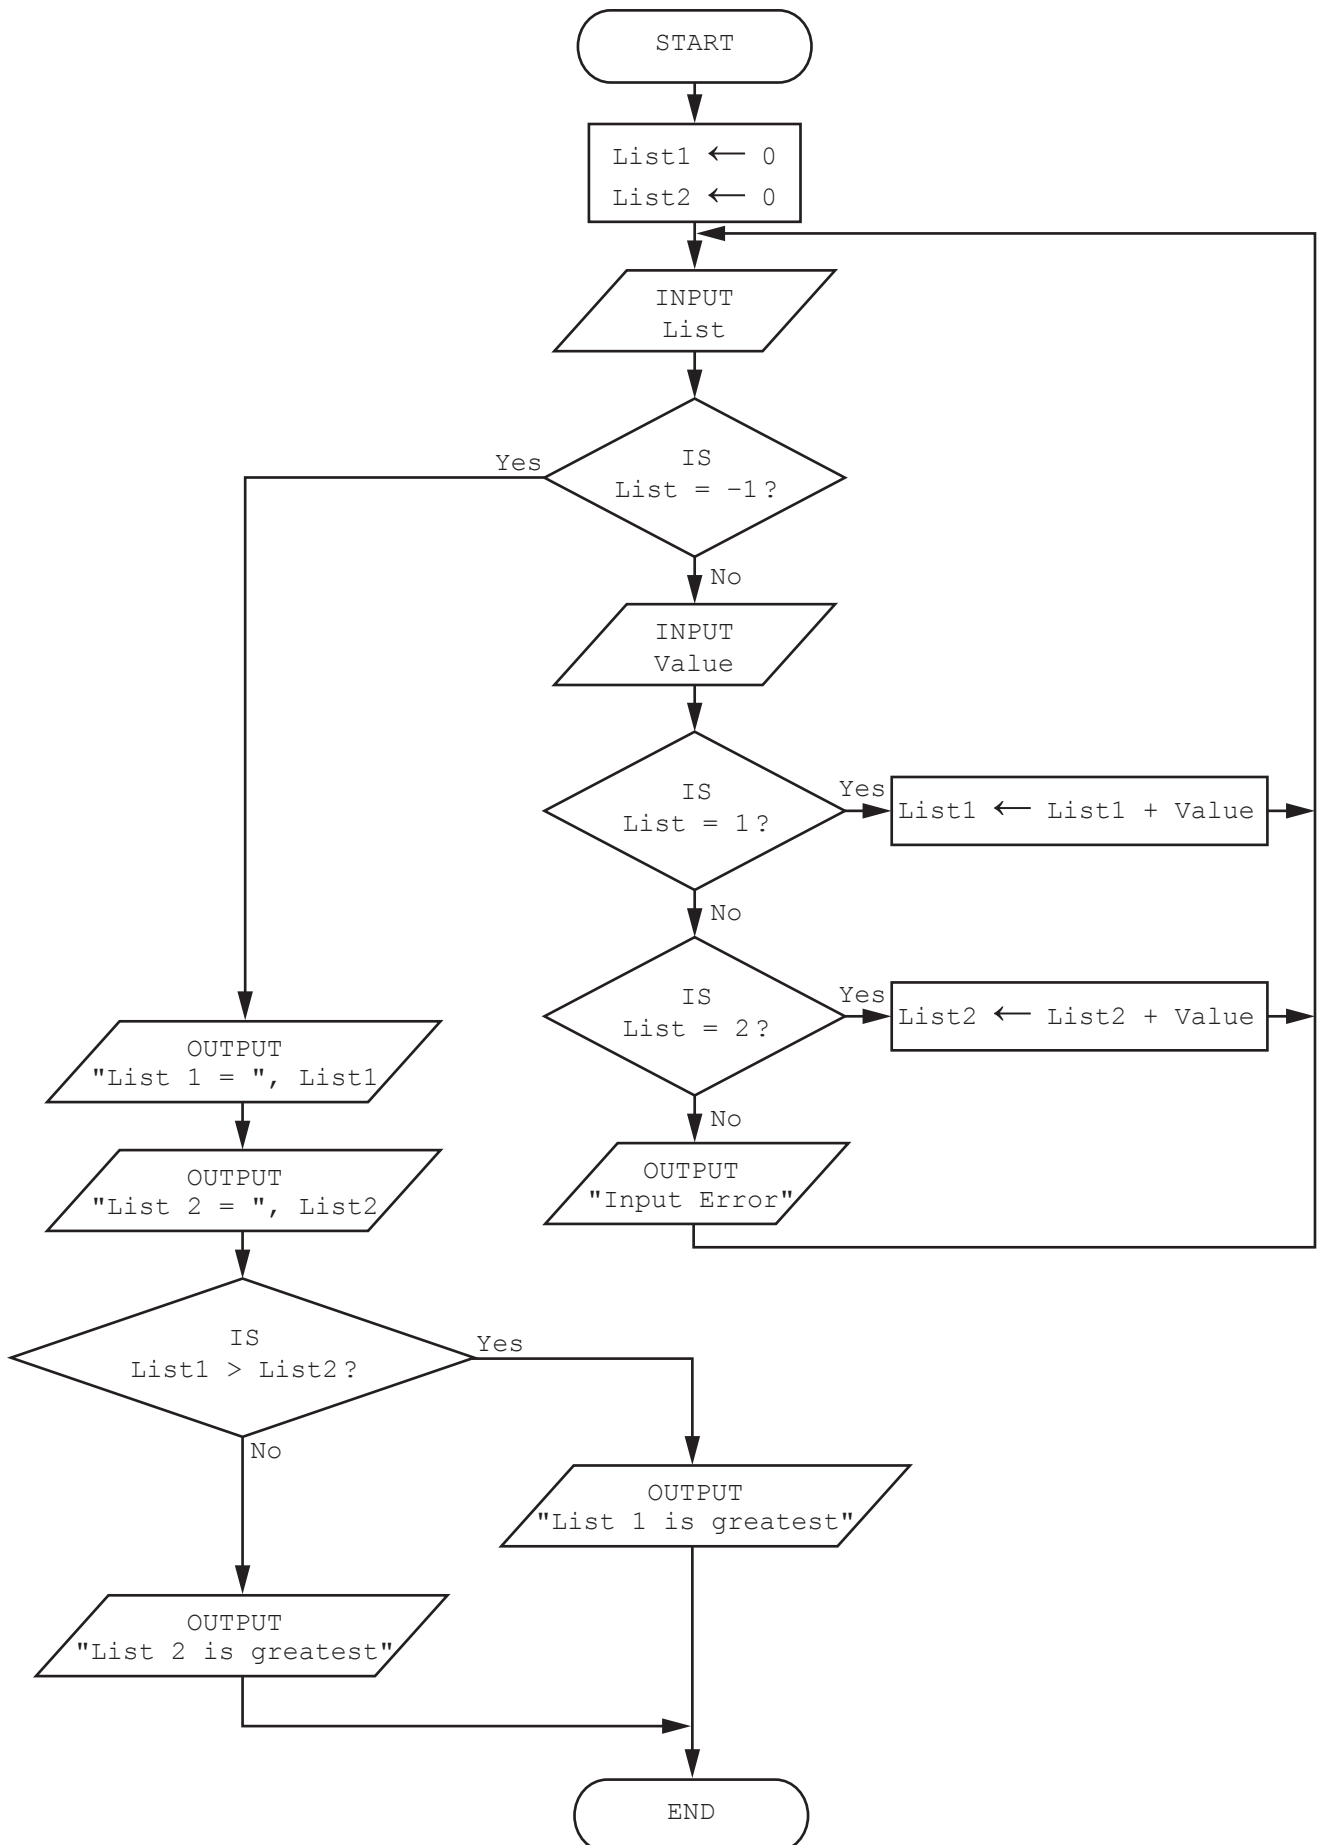 START
List1 ← 0
List2 ← 0
INPUT
List
IS
List = –1?
Yes
No
INPUT
Value
IS
List = 1?
Yes
List1 ← List1 + Value
No
IS
List = 2?
Yes
List2 ← List2 + Value
No
OUTPUT
"Input Error"
OUTPUT
"List 1 = ", List1
OUTPUT
"List 2 = ", List2
IS
List1 > List2?
Yes
No
OUTPUT
"List 1 is greatest"
OUTPUT
"List 2 is greatest"
END